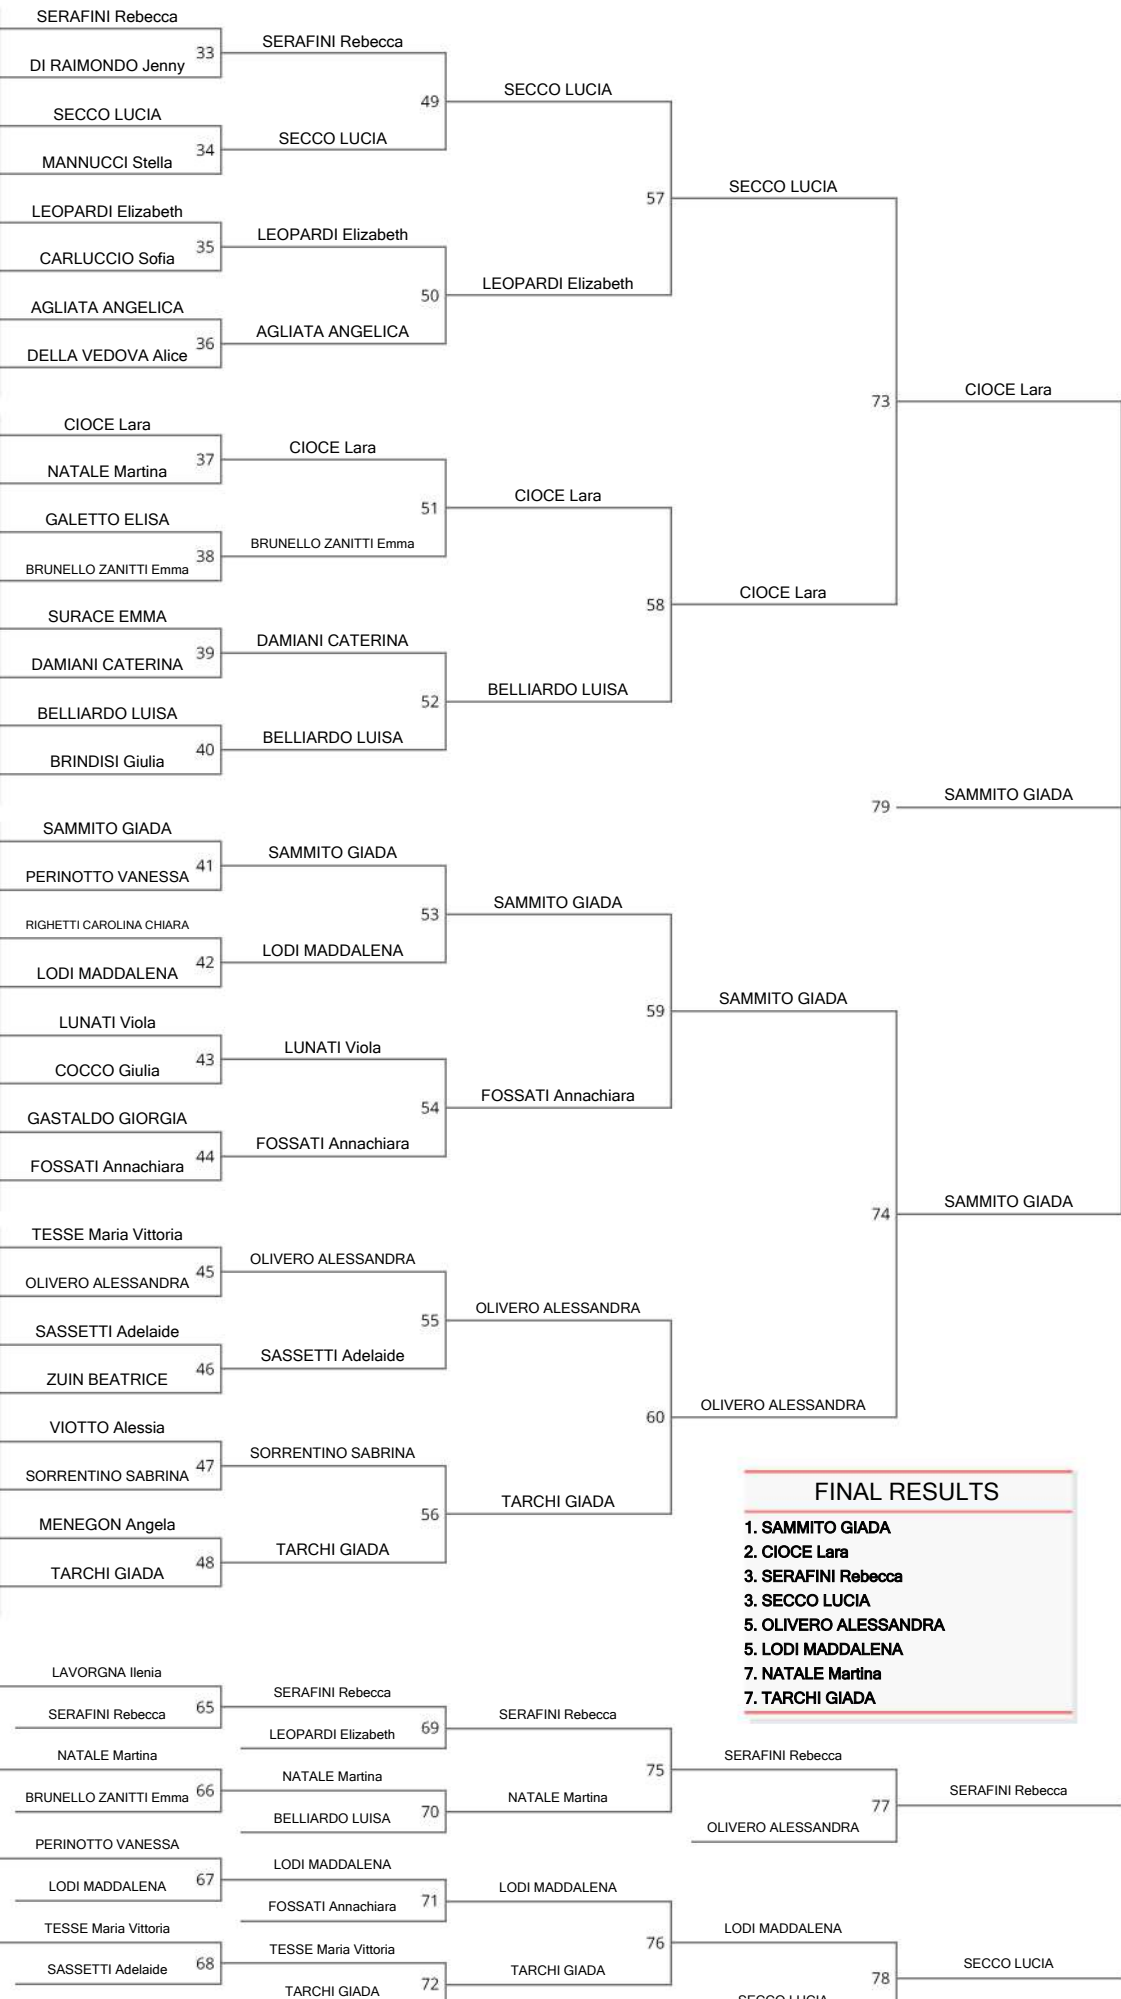 SERAFINI Rebecca
33
DI RAIMONDO Jenny
SECCO LUCIA
34
MANNUCCI Stella
LEOPARDI Elizabeth
35
CARLUCCIO Sofia
AGLIATA ANGELICA
36
DELLA VEDOVA Alice
CIOCE Lara
37
NATALE Martina
GALETTO ELISA
38
BRUNELLO ZANITTI Emma
SURACE EMMA
39
DAMIANI CATERINA
BELLIARDO LUISA
40
BRINDISI Giulia
SAMMITO GIADA
41
PERINOTTO VANESSA
RIGHETTI CAROLINA CHIARA
42
LODI MADDALENA
LUNATI Viola
43
COCCO Giulia
GASTALDO GIORGIA
44
FOSSATI Annachiara
TESSE Maria Vittoria
45
OLIVERO ALESSANDRA
SASSETTI Adelaide
46
ZUIN BEATRICE
VIOTTO Alessia
47
SORRENTINO SABRINA
MENEGON Angela
48
TARCHI GIADA
SERAFINI Rebecca
49
SECCO LUCIA
LEOPARDI Elizabeth
50
AGLIATA ANGELICA
CIOCE Lara
51
BRUNELLO ZANITTI Emma
DAMIANI CATERINA
52
BELLIARDO LUISA
SAMMITO GIADA
53
LODI MADDALENA
LUNATI Viola
54
FOSSATI Annachiara
OLIVERO ALESSANDRA
55
SASSETTI Adelaide
SORRENTINO SABRINA
56
TARCHI GIADA
SECCO LUCIA
57
LEOPARDI Elizabeth
CIOCE Lara
58
BELLIARDO LUISA
SAMMITO GIADA
59
FOSSATI Annachiara
OLIVERO ALESSANDRA
60
TARCHI GIADA
SECCO LUCIA
73
CIOCE Lara
SAMMITO GIADA
74
OLIVERO ALESSANDRA
CIOCE Lara
79
SAMMITO GIADA
SAMMITO GIADA
FINAL RESULTS
1. SAMMITO GIADA
2. CIOCE Lara
3. SERAFINI Rebecca
3. SECCO LUCIA
5. OLIVERO ALESSANDRA
5. LODI MADDALENA
7. NATALE Martina
7. TARCHI GIADA
LAVORGNA Ilenia
65
SERAFINI Rebecca
NATALE Martina
66
BRUNELLO ZANITTI Emma
PERINOTTO VANESSA
67
LODI MADDALENA
TESSE Maria Vittoria
68
SASSETTI Adelaide
SERAFINI Rebecca
69
LEOPARDI Elizabeth
NATALE Martina
70
BELLIARDO LUISA
LODI MADDALENA
71
FOSSATI Annachiara
TESSE Maria Vittoria
72
TARCHI GIADA
SERAFINI Rebecca
75
NATALE Martina
LODI MADDALENA
76
TARCHI GIADA
SERAFINI Rebecca
77
OLIVERO ALESSANDRA
LODI MADDALENA
78
SECCO LUCIA
SERAFINI Rebecca
SECCO LUCIA